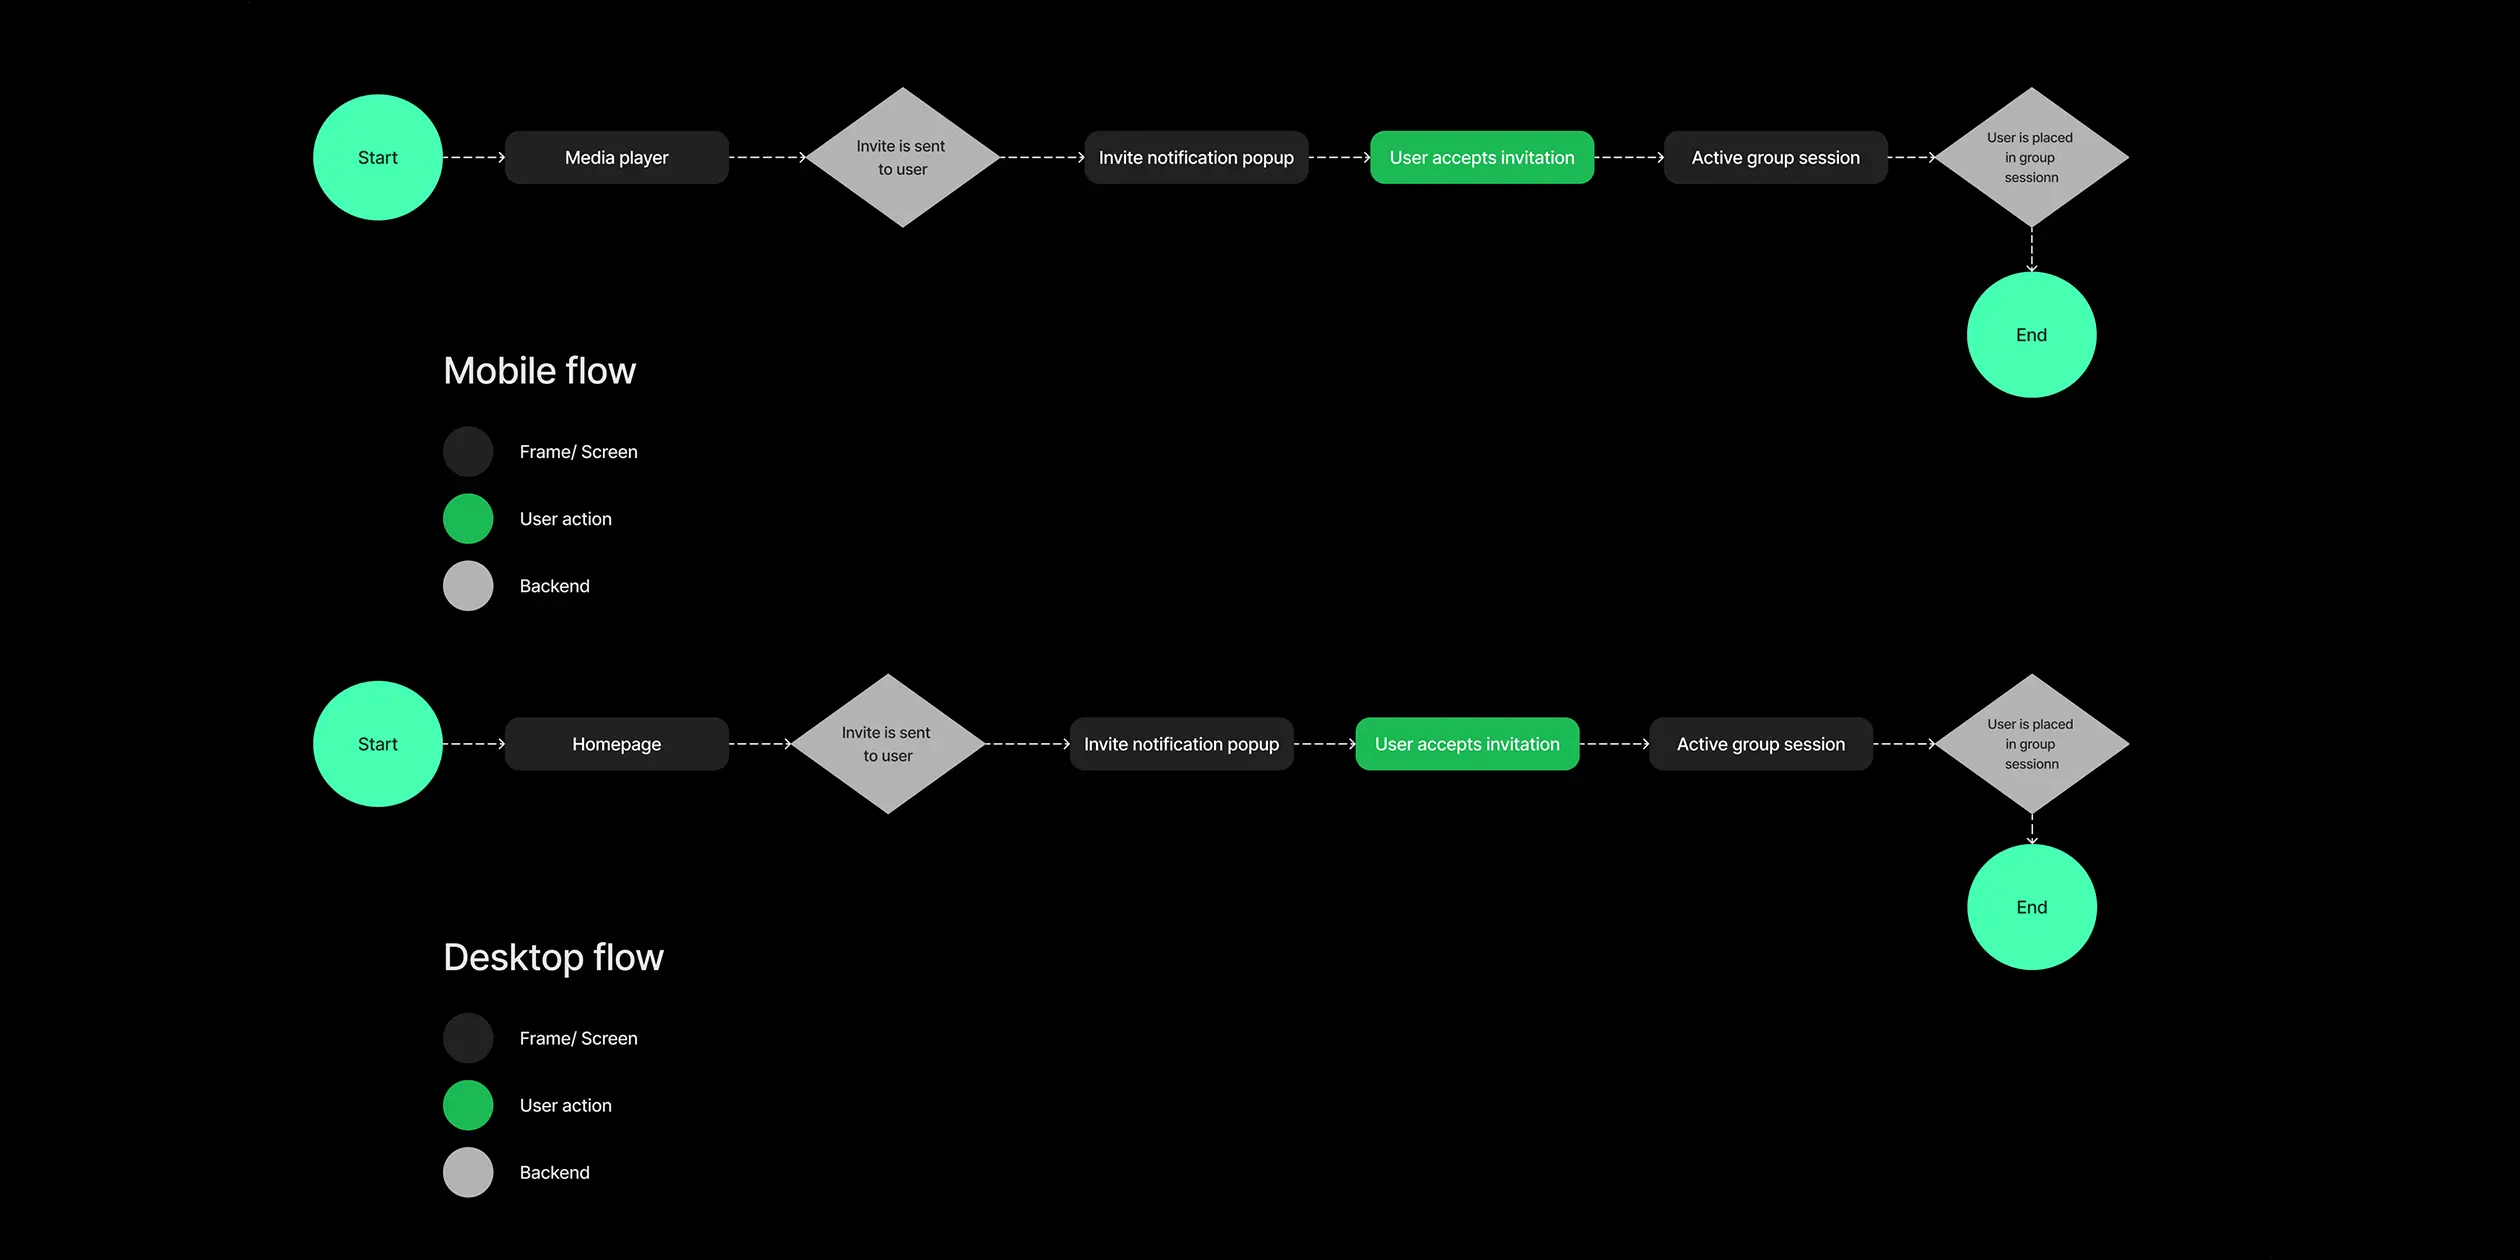 Start
Media player
Invite is sent
to user
Invite notification popup
User accepts invitation
Active group session
User is placed
in group
sessionn
End
Mobile flow
Frame/ Screen
User action
Backend
Start
Homepage
Invite is sent
to user
Invite notification popup
User accepts invitation
Active group session
User is placed
in group
sessionn
End
Desktop flow
Frame/ Screen
User action
Backend